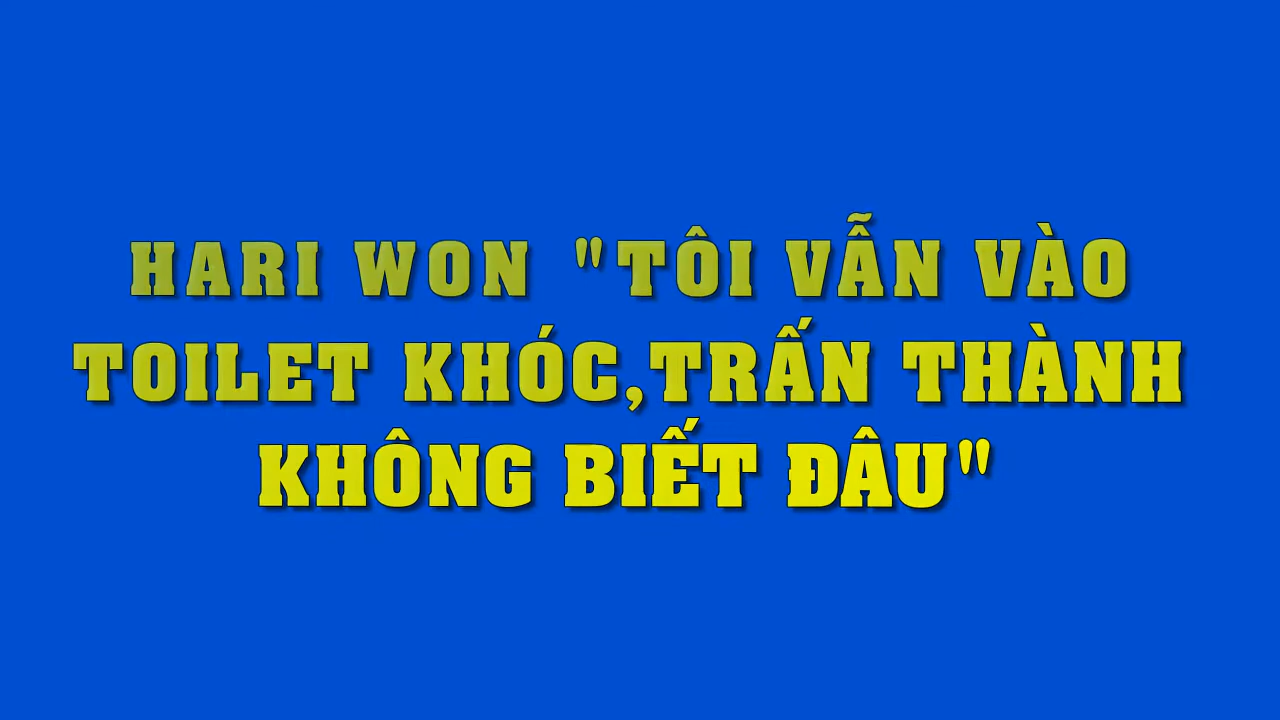 HARI WON "TÔI VẪN VÀO
TOILET KHÓC,TRẤN THÀNH
KHÔNG BIẾT ĐÂU"